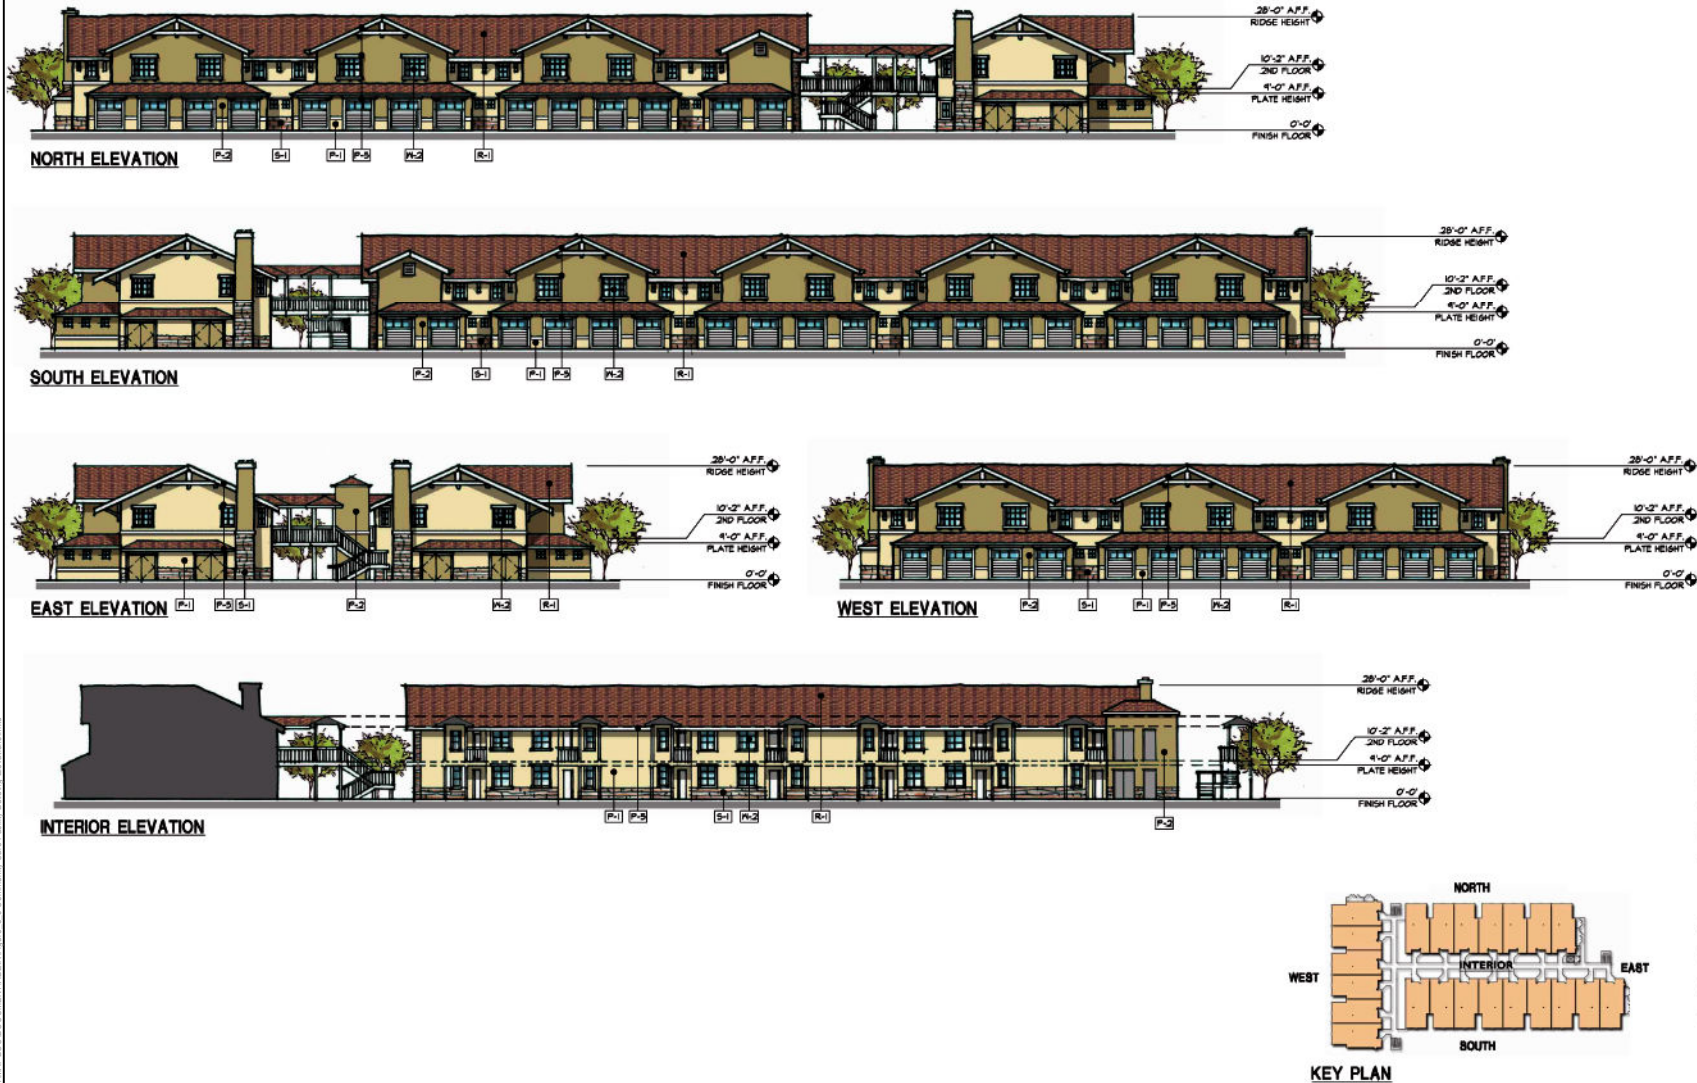 28'-0" A.F.F.
RIDGE HEIGHT
10'-2" A.F.F.
2ND FLOOR
9'-0" A.F.F.
PLATE HEIGHT
0'-0"
FINISH FLOOR
NORTH ELEVATION
P-2 S-1 P-1 P-5 W-2 R-1
28'-0" A.F.F.
RIDGE HEIGHT
10'-2" A.F.F.
2ND FLOOR
9'-0" A.F.F.
PLATE HEIGHT
0'-0"
FINISH FLOOR
SOUTH ELEVATION
P-2 S-1 P-1 P-5 W-2 R-1
28'-0" A.F.F.
RIDGE HEIGHT
10'-2" A.F.F.
2ND FLOOR
9'-0" A.F.F.
PLATE HEIGHT
0'-0"
FINISH FLOOR
EAST ELEVATION
P-1 P-5 S-1 P-2 W-2 R-1
28'-0" A.F.F.
RIDGE HEIGHT
10'-2" A.F.F.
2ND FLOOR
9'-0" A.F.F.
PLATE HEIGHT
0'-0"
FINISH FLOOR
WEST ELEVATION
P-2 S-1 P-1 P-5 W-2 R-1
28'-0" A.F.F.
RIDGE HEIGHT
10'-2" A.F.F.
2ND FLOOR
9'-0" A.F.F.
PLATE HEIGHT
0'-0"
FINISH FLOOR
INTERIOR ELEVATION
P-1 P-5 S-1 W-2 R-1 P-2
NORTH
WEST
INTERIOR
EAST
SOUTH
KEY PLAN